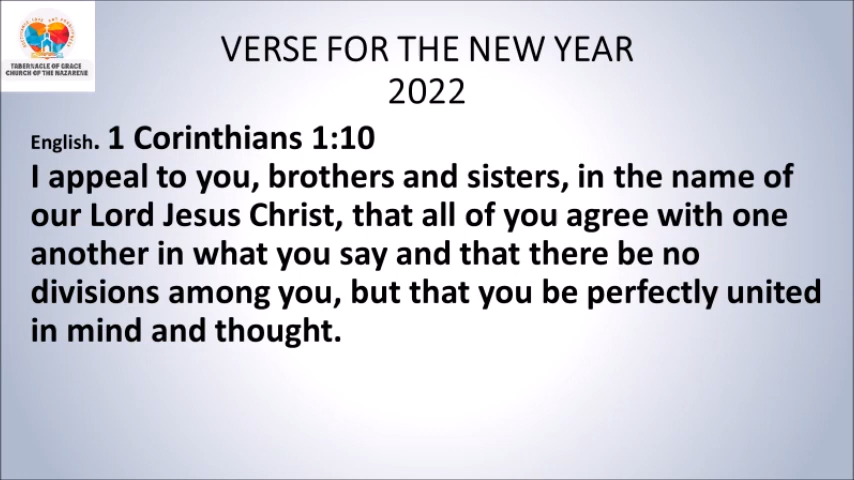 TABERNACLE OF GRACE
CHURCH OF THE NAZARENE
VERSE FOR THE NEW YEAR
2022
English. 1 Corinthians 1:10
I appeal to you, brothers and sisters, in the name of
our Lord Jesus Christ, that all of you agree with one
another in what you say and that there be no
divisions among you, but that you be perfectly united
in mind and thought.